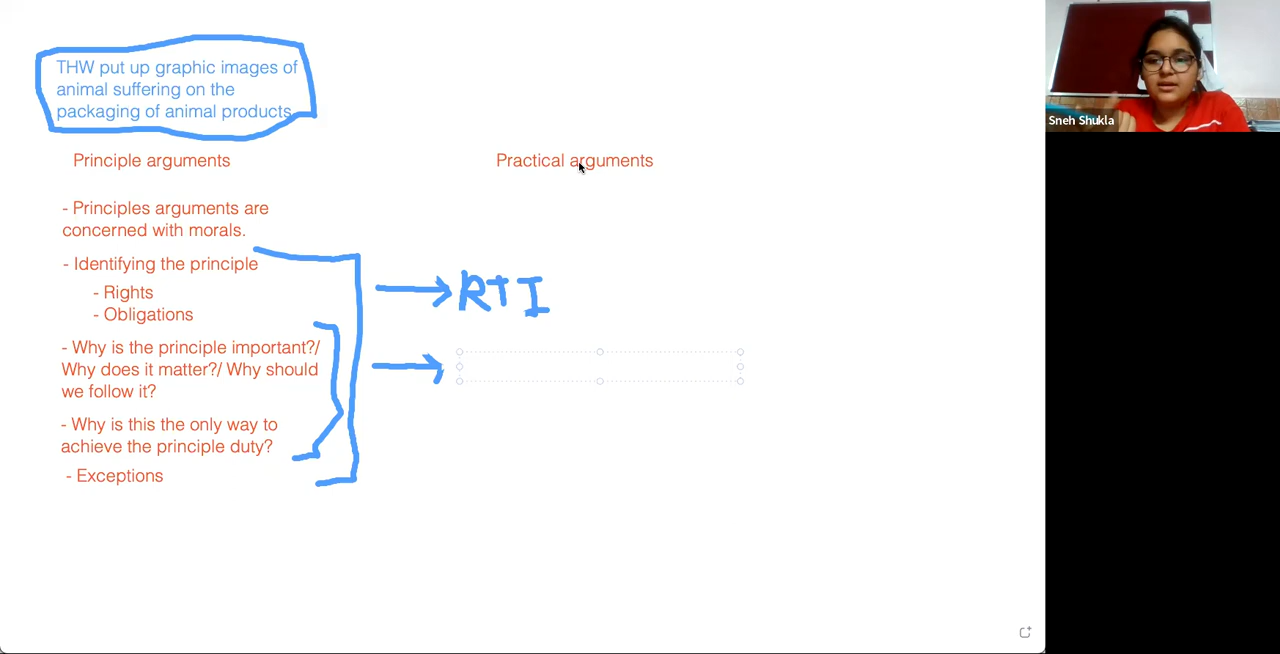 THW put up graphic images of
animal suffering on the
packaging of animal products
Sneh Shukla
Principle arguments
Practical arguments
- Principles arguments are
concerned with morals.
- Identifying the principle
- Rights
- Obligations
R+I
- Why is the principle important?/
Why does it matter?/ Why should
we follow it?
- Why is this the only way to
achieve the principle duty?
- Exceptions